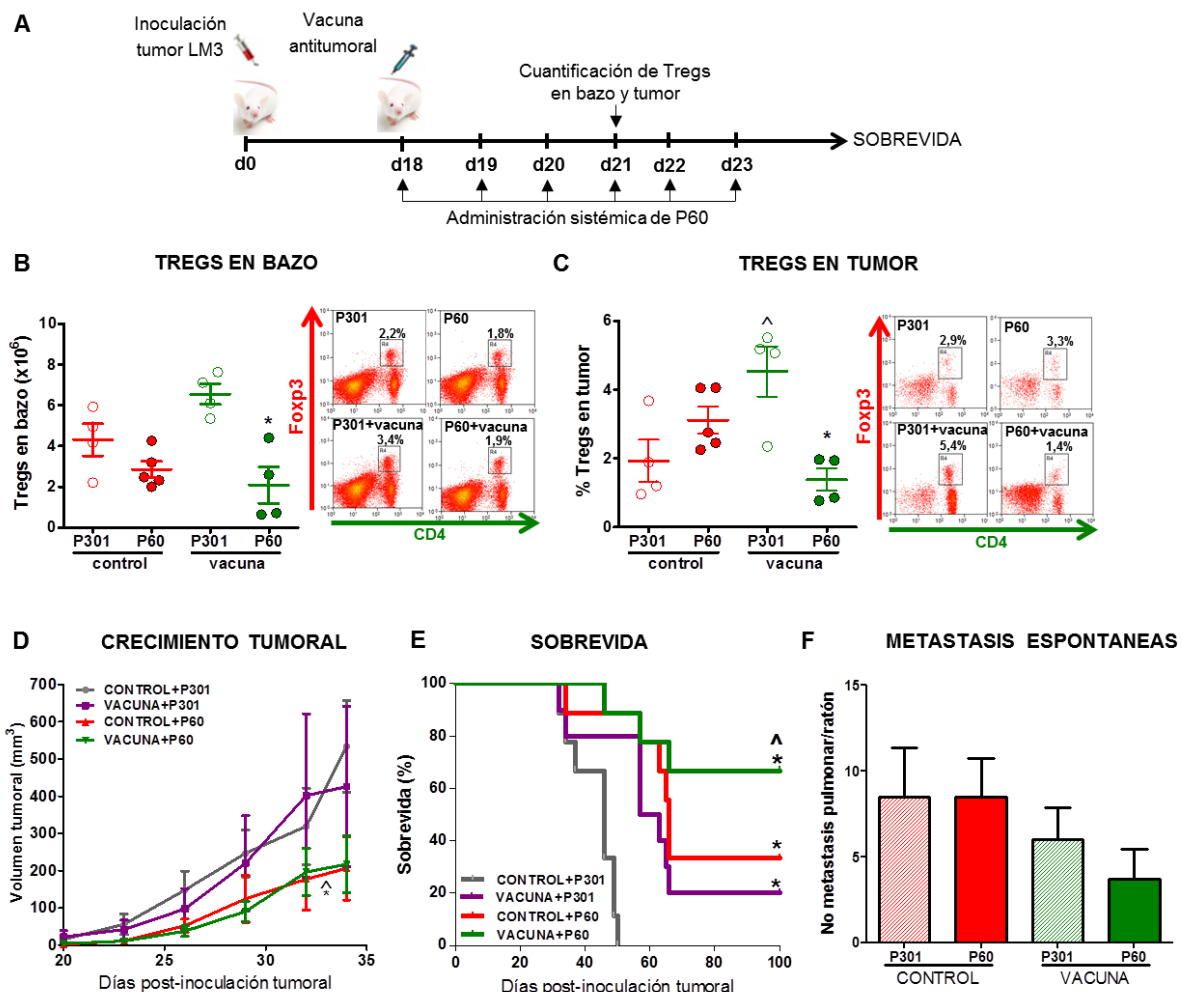 A
Inoculación
tumor LM3
Vacuna
antitumoral
Cuantificación de Tregs
en bazo y tumor
SOBREVIDA
d0
d18
d19
d20
d21
d22
d23
Administración sistémica de P60
B
TREGS EN BAZO
Tregs en bazo (x10⁶)
10
8
6
4
2
0
*
P301
P60
P301
P60
control
vacuna
Foxp3
P301
2,2%
R4
P60
1,8%
R4
P301+vacuna
3,4%
R4
P60+vacuna
1,9%
R4
CD4
C
TREGS EN TUMOR
% Tregs en tumor
6
4
2
0
^
*
P301
P60
P301
P60
control
vacuna
Foxp3
P301
2,9%
R4
P60
3,3%
R4
P301+vacuna
5,4%
R4
P60+vacuna
1,4%
R4
CD4
D
CRECIMIENTO TUMORAL
CONTROL+P301
VACUNA+P301
CONTROL+P60
VACUNA+P60
Volumen tumoral (mm³)
700
600
500
400
300
200
100
0
^
*
20
25
30
35
Días post-inoculación tumoral
E
SOBREVIDA
Sobrevida (%)
100
80
60
40
20
0
^
*
*
*
CONTROL+P301
VACUNA+P301
CONTROL+P60
VACUNA+P60
0
20
40
60
80
100
Días post-inoculación tumoral
F
METASTASIS ESPONTANEAS
No metastasis pulmonar/ratón
15
10
5
0
P301
P60
P301
P60
CONTROL
VACUNA